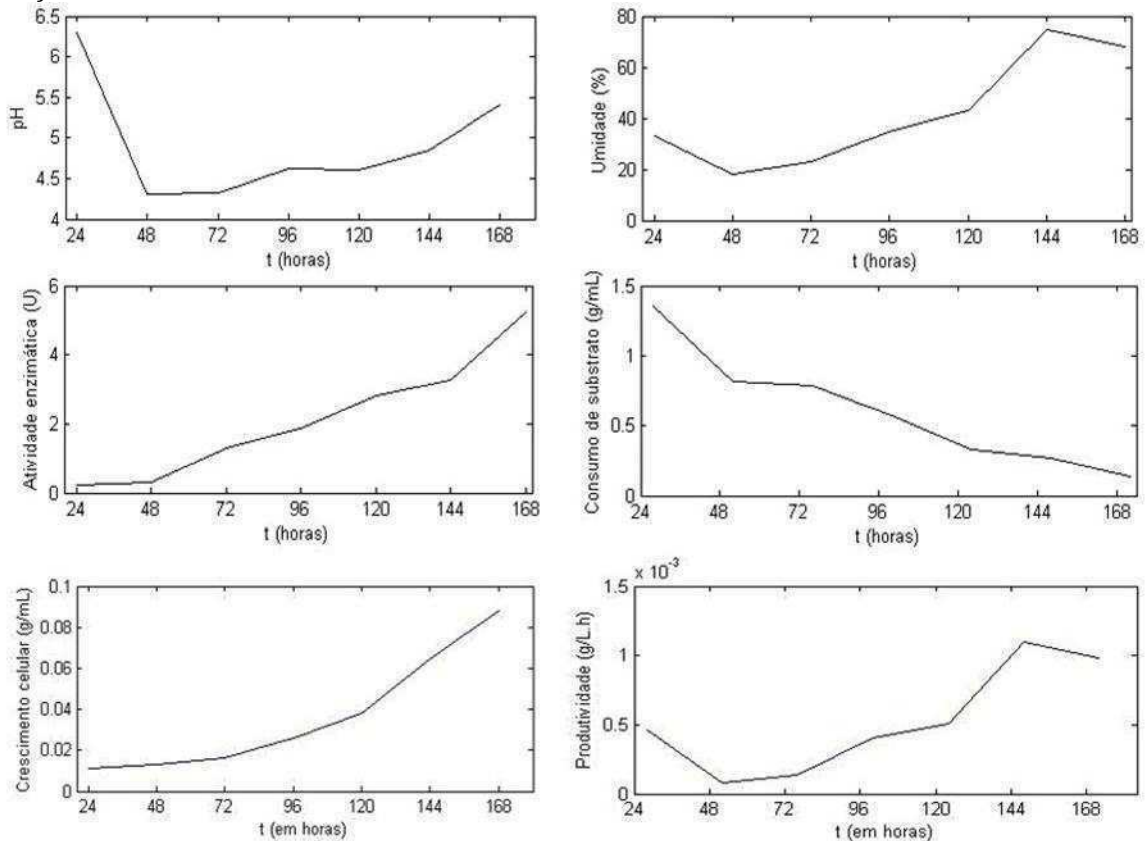 6.5
6
5.5
5
4.5
4
pH
24 48 72 96 120 144 168
t (horas)
80
60
40
20
0
Umidade (%)
24 48 72 96 120 144 168
t (horas)
6
4
2
0
Atividade enzimática (U)
24 48 72 96 120 144 168
t (horas)
1.5
1
0.5
0
Consumo de substrato (g/mL)
24 48 72 96 120 144 168
t (horas)
0.1
0.08
0.06
0.04
0.02
0
Crescimento celular (g/mL)
24 48 72 96 120 144 168
t (em horas)
x 10-3
1.5
1
0.5
0
Produtividade (g/L.h)
24 48 72 96 120 144 168
t (em horas)